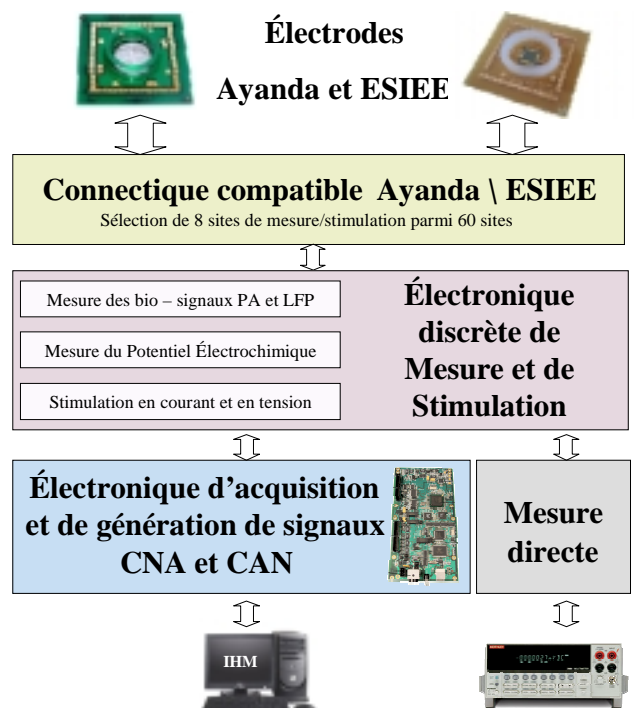 Électrodes
Ayanda et ESIEE
Connectique compatible Ayanda \ ESIEE
Sélection de 8 sites de mesure/stimulation parmi 60 sites
Mesure des bio – signaux PA et LFP
Mesure du Potentiel Électrochimique
Stimulation en courant et en tension
Électronique
discrète de
Mesure et de
Stimulation
Électronique d'acquisition
et de génération de signaux
CNA et CAN
Mesure
directe
IHM